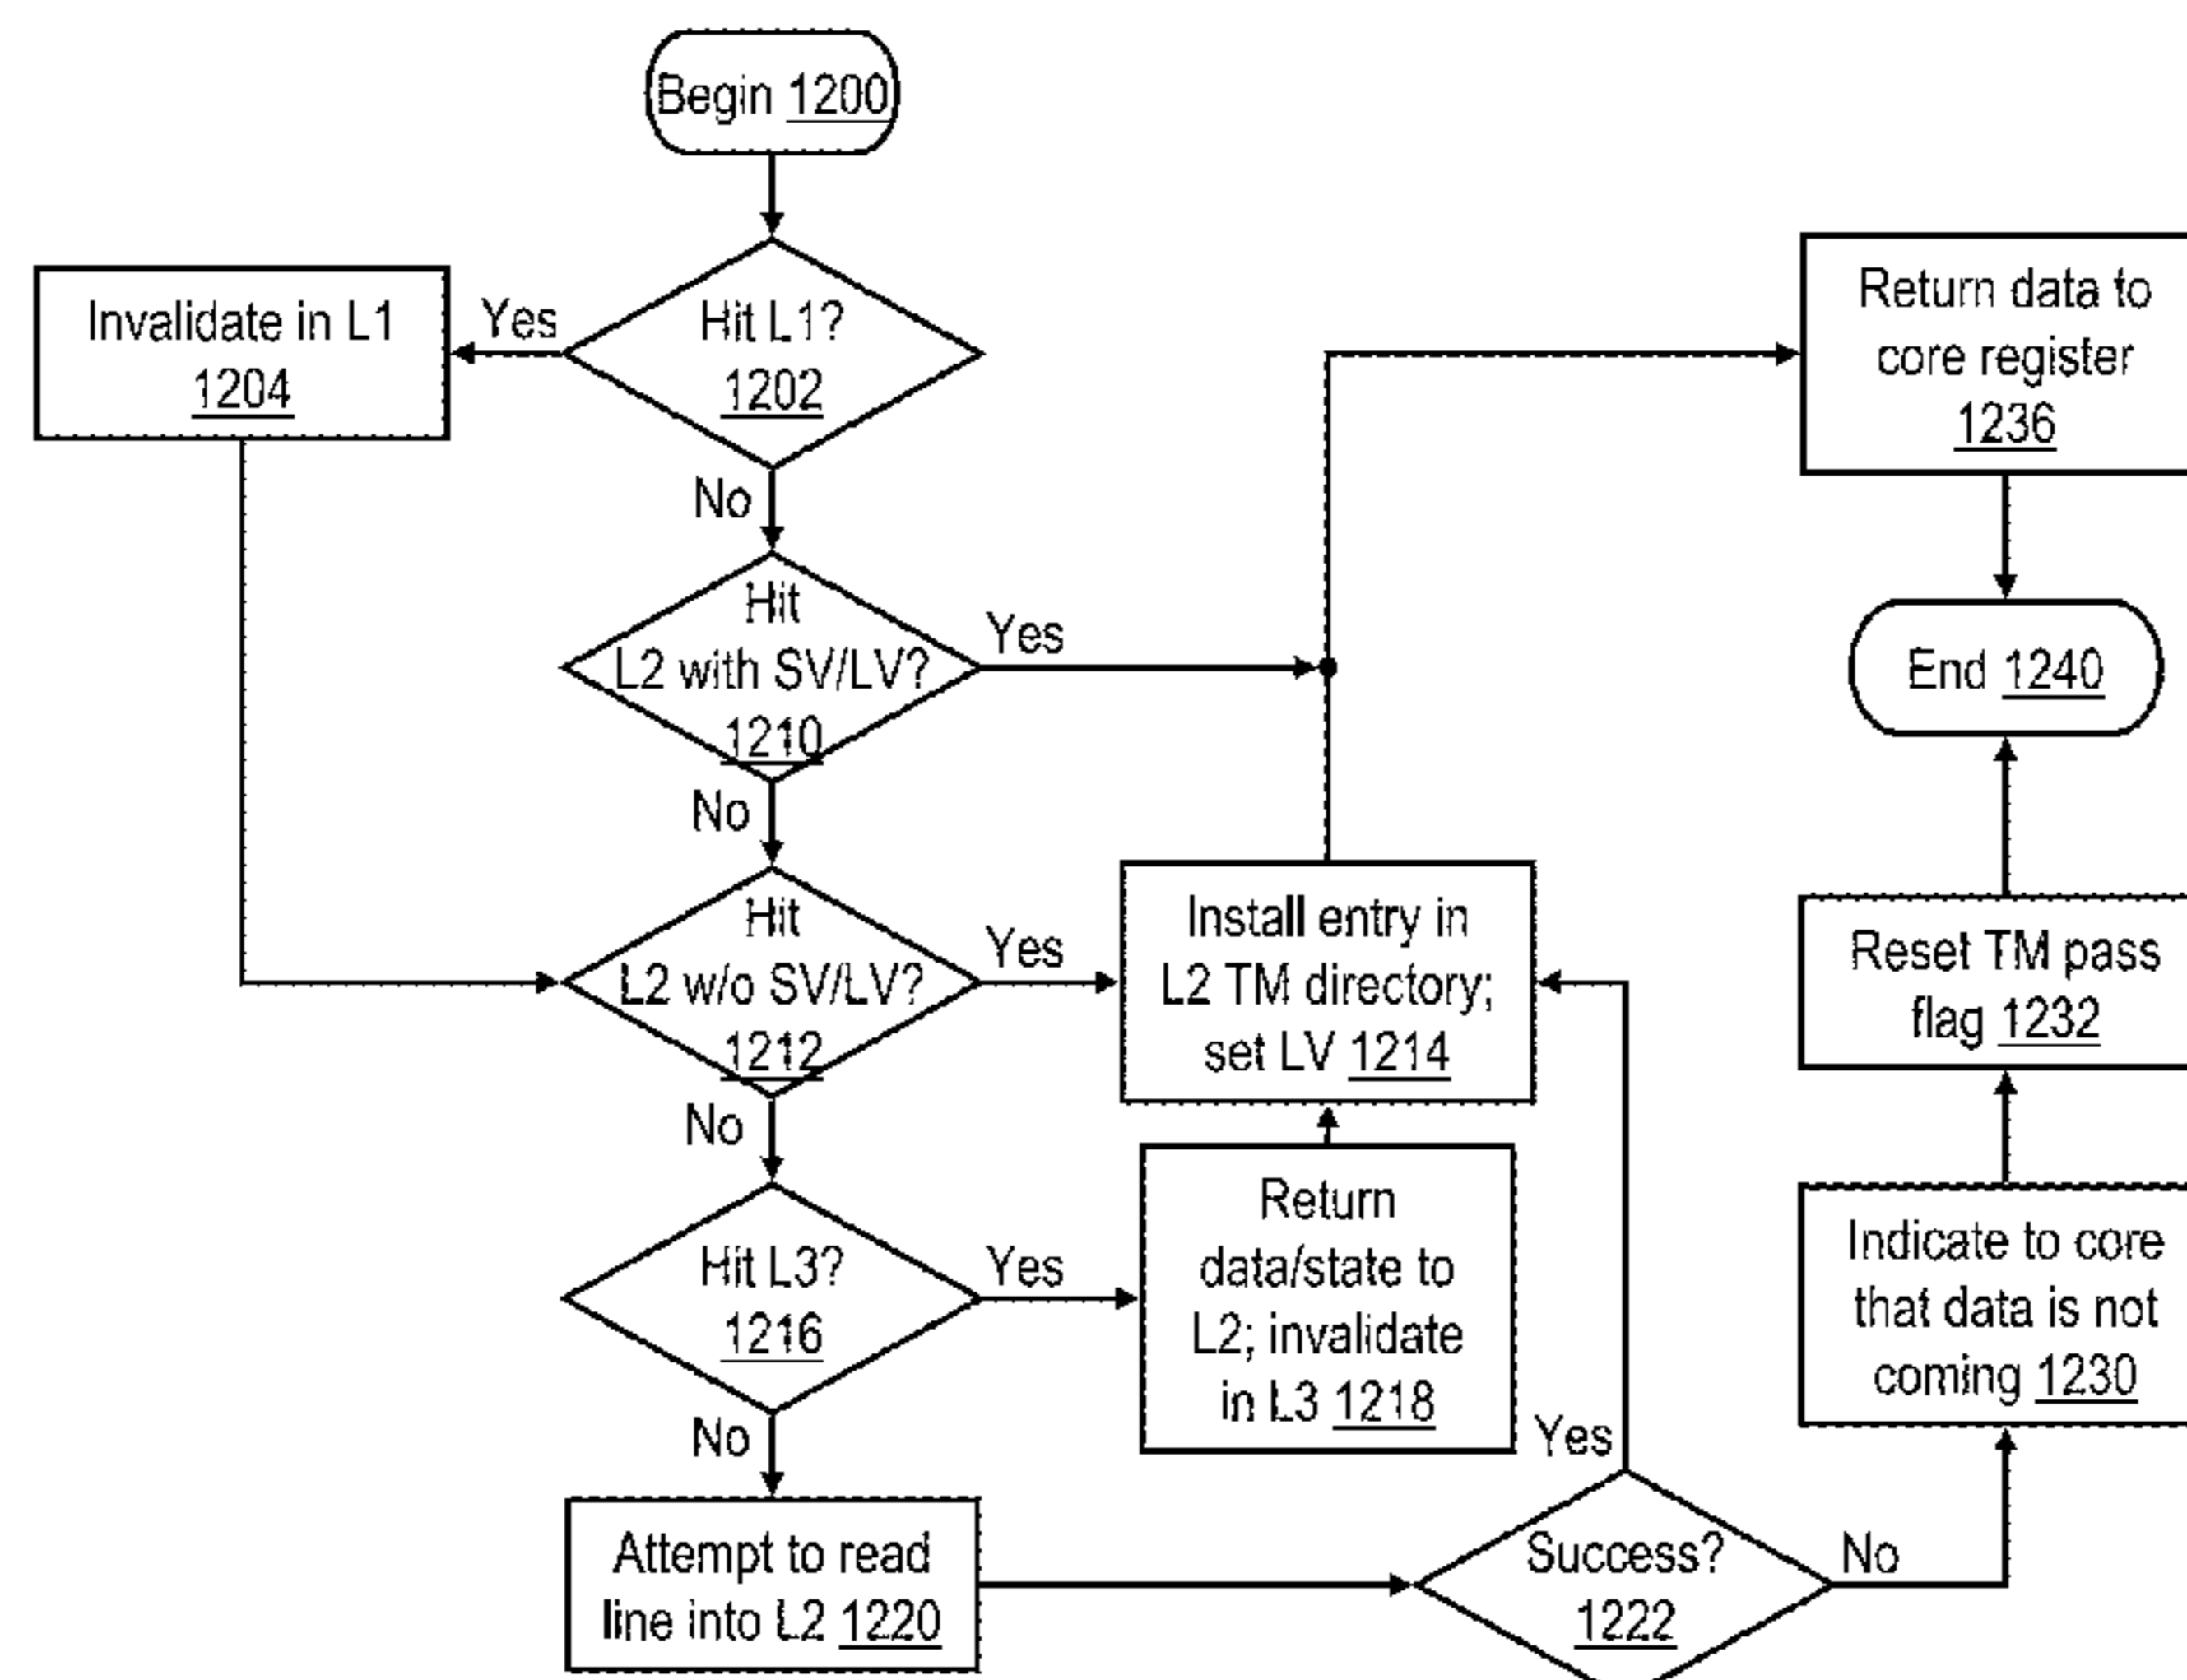 Begin 1200
Hit L1?
1202
Yes
Invalidate in L1
1204
No
Hit
L2 with SV/LV?
1210
Yes
Return data to
core register
1236
End 1240
No
Hit
L2 w/o SV/LV?
1212
Yes
Install entry in
L2 TM directory;
set LV 1214
Reset TM pass
flag 1232
No
Hit L3?
1216
Yes
Return
data/state to
L2; invalidate
in L3 1218
Indicate to core
that data is not
coming 1230
No
Attempt to read
line into L2 1220
Yes
Success?
1222
No